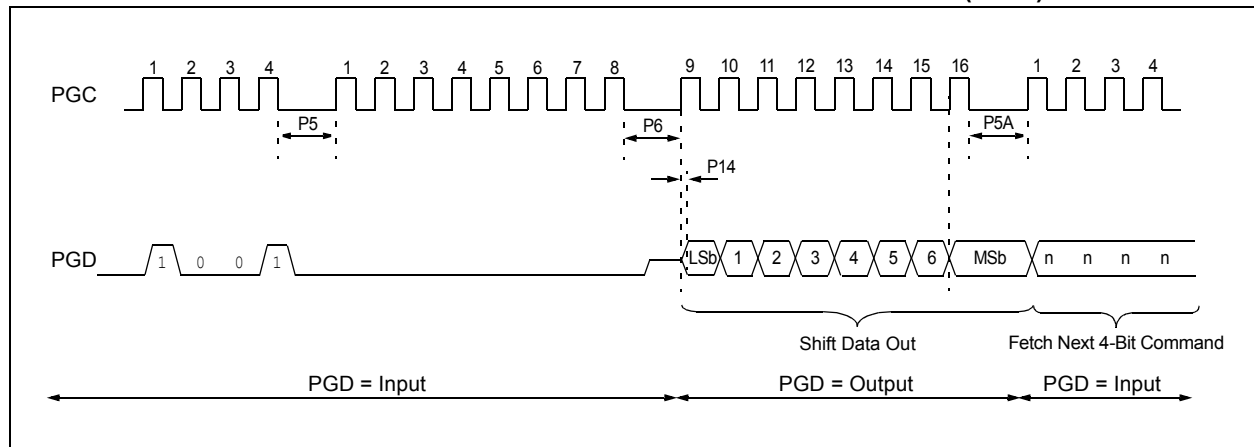 1 2 3 4 1 2 3 4 5 6 7 8 9 10 11 12 13 14 15 16 1 2 3 4
PGC
P5 P6 P5A
P14
PGD 1 0 0 1 LSb 1 2 3 4 5 6 MSb n n n n
Shift Data Out Fetch Next 4-Bit Command
PGD = Input PGD = Output PGD = Input